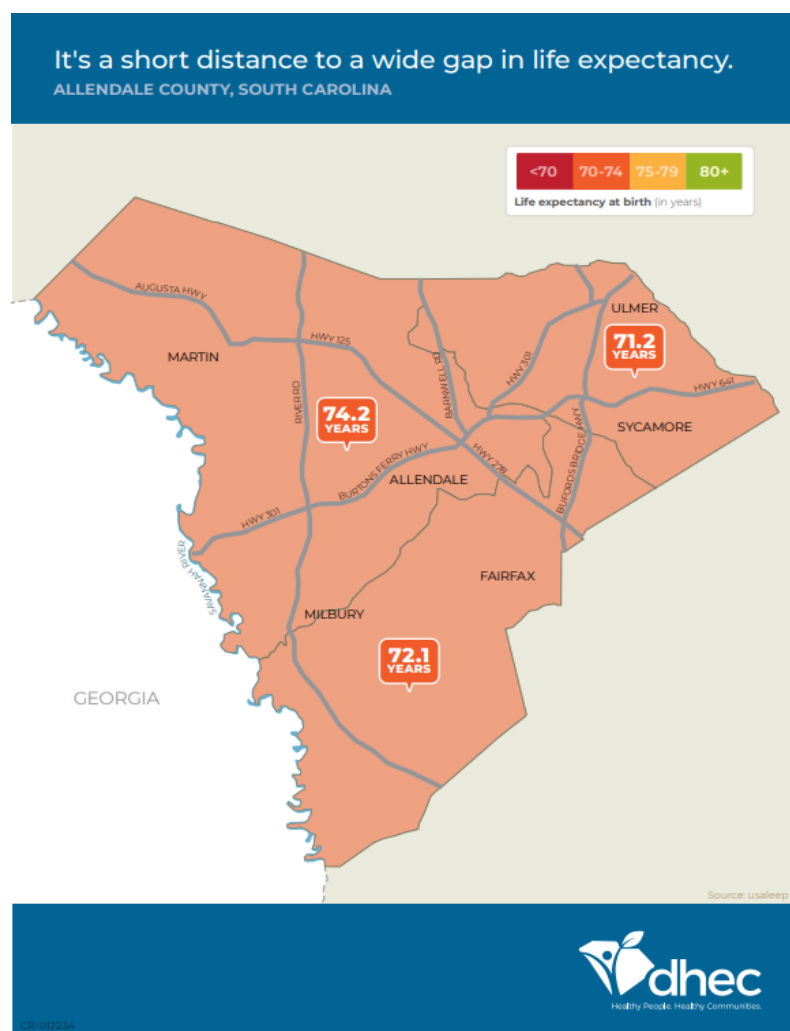 It's a short distance to a wide gap in life expectancy.
ALLENDALE COUNTY, SOUTH CAROLINA
<70 70-74 75-79 80+
Life expectancy at birth (in years)
AUGUSTA HWY
ULMER
HWY 125
HWY 301
71.2
YEARS
MARTIN
BARNWELL RD
HWY 641
RIVER RD
74.2
YEARS
SYCAMORE
BURTONS FERRY HWY
HWY 278
BUFORDS BRIDGE HWY
ALLENDALE
HWY 301
SAVANNAH RIVER
FAIRFAX
MILBURY
72.1
YEARS
GEORGIA
Source: usaleep
dhec
Healthy People. Healthy Communities.
CR-012234